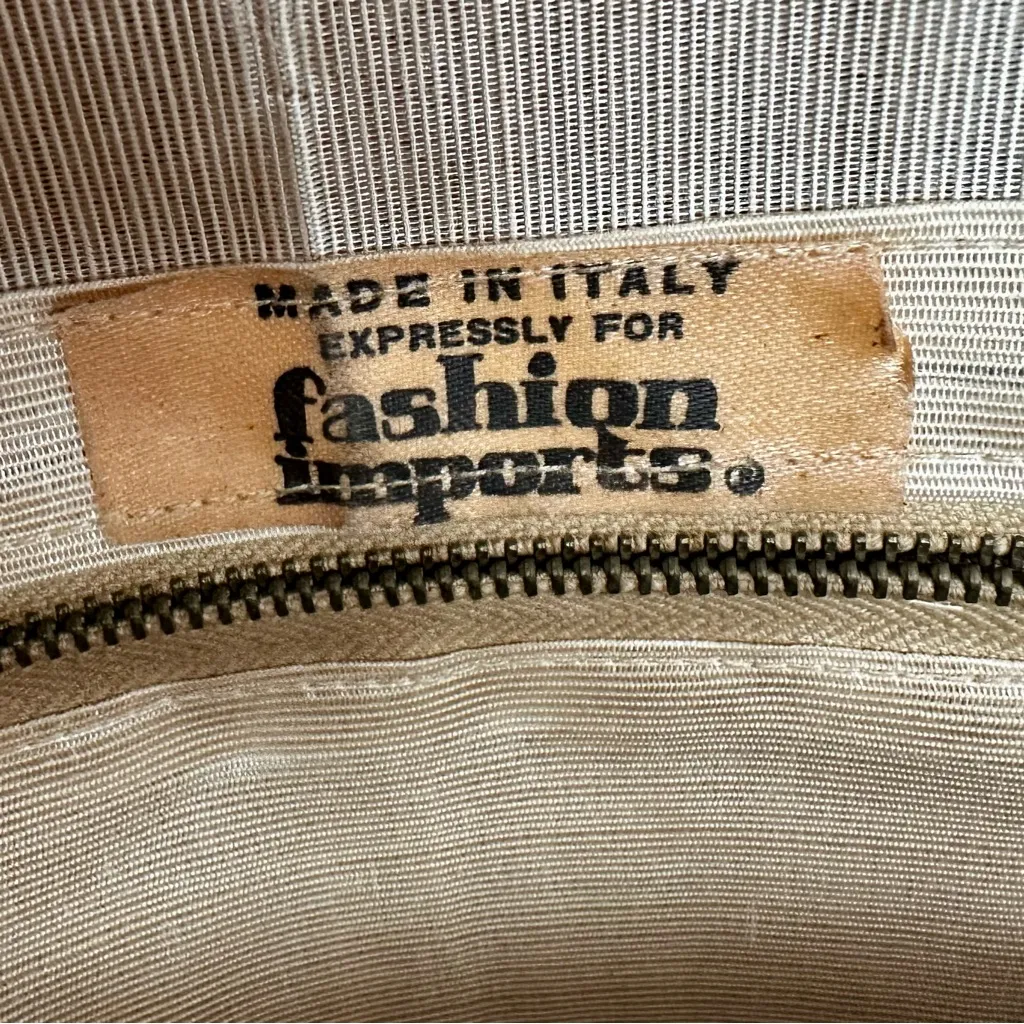 MADE IN ITALY
EXPRESSLY FOR
fashion
imports®